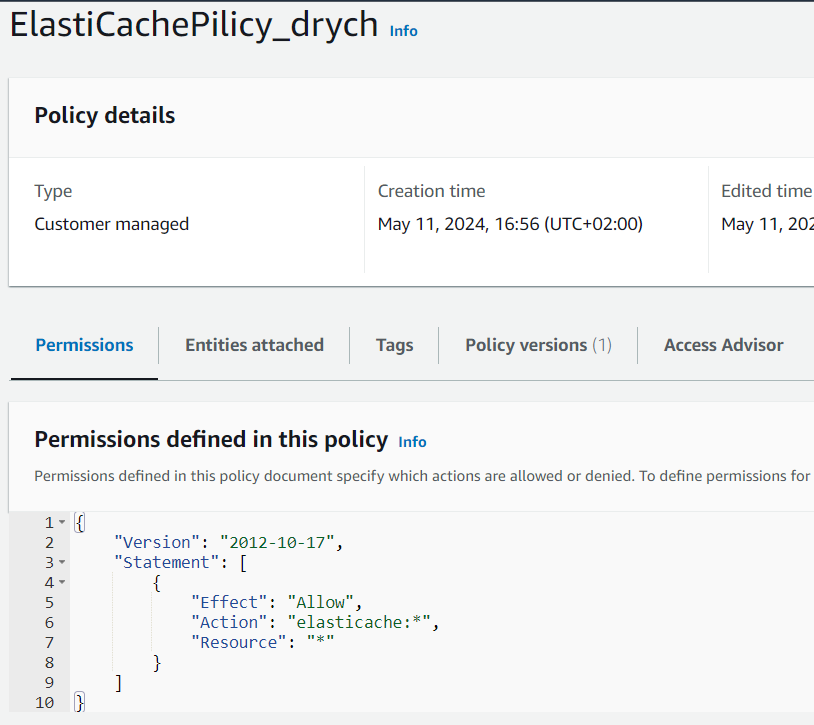 ElastiCachePilicy_drych Info
Policy details
Type
Customer managed
Creation time
May 11, 2024, 16:56 (UTC+02:00)
Edited time
May 11, 202
Permissions
Entities attached
Tags
Policy versions (1)
Access Advisor
Permissions defined in this policy Info
Permissions defined in this policy document specify which actions are allowed or denied. To define permissions for
1 {
2 "Version": "2012-10-17",
3 "Statement": [
4 {
5 "Effect": "Allow",
6 "Action": "elasticache:*",
7 "Resource": "*"
8 }
9 ]
10 }